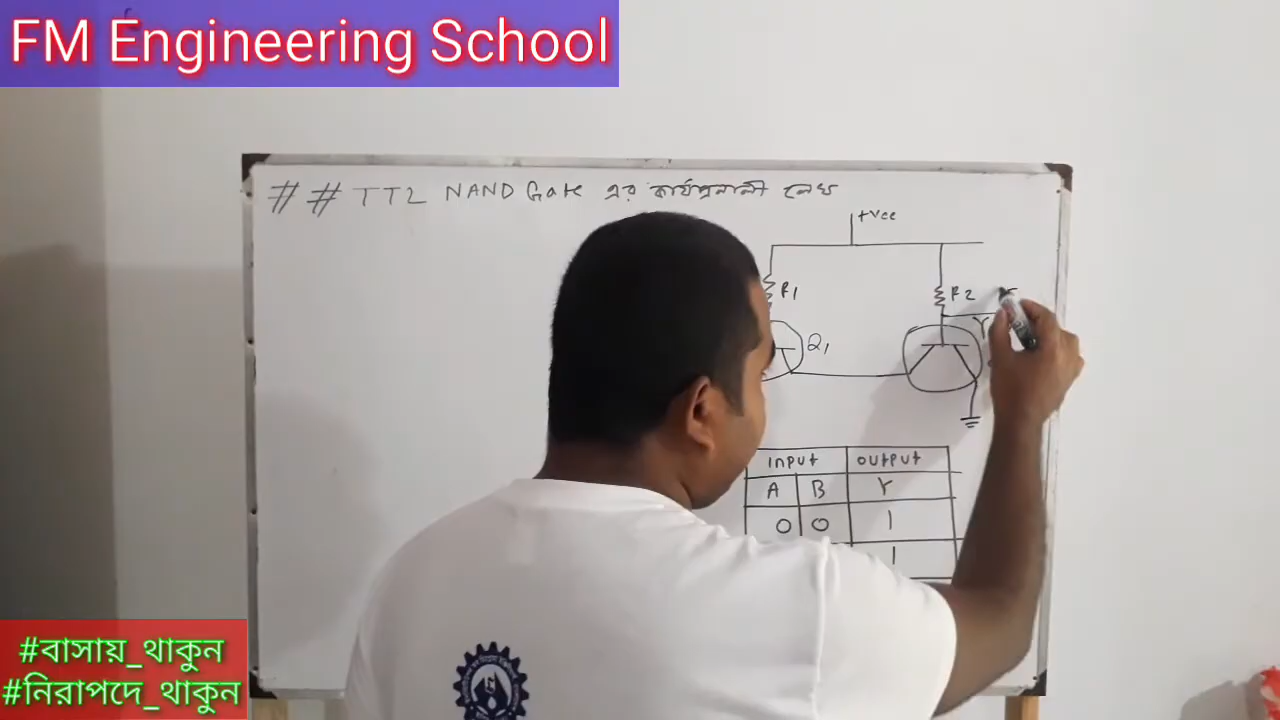 FM Engineering School
## TTL NAND Gate এর কার্যপ্রনালী লেখ
+Vcc
R1
R2
Y
Q1
INPUT OUTPUT
A B Y
0 0 1
1
#বাসায়_থাকুন
#নিরাপদে_থাকুন